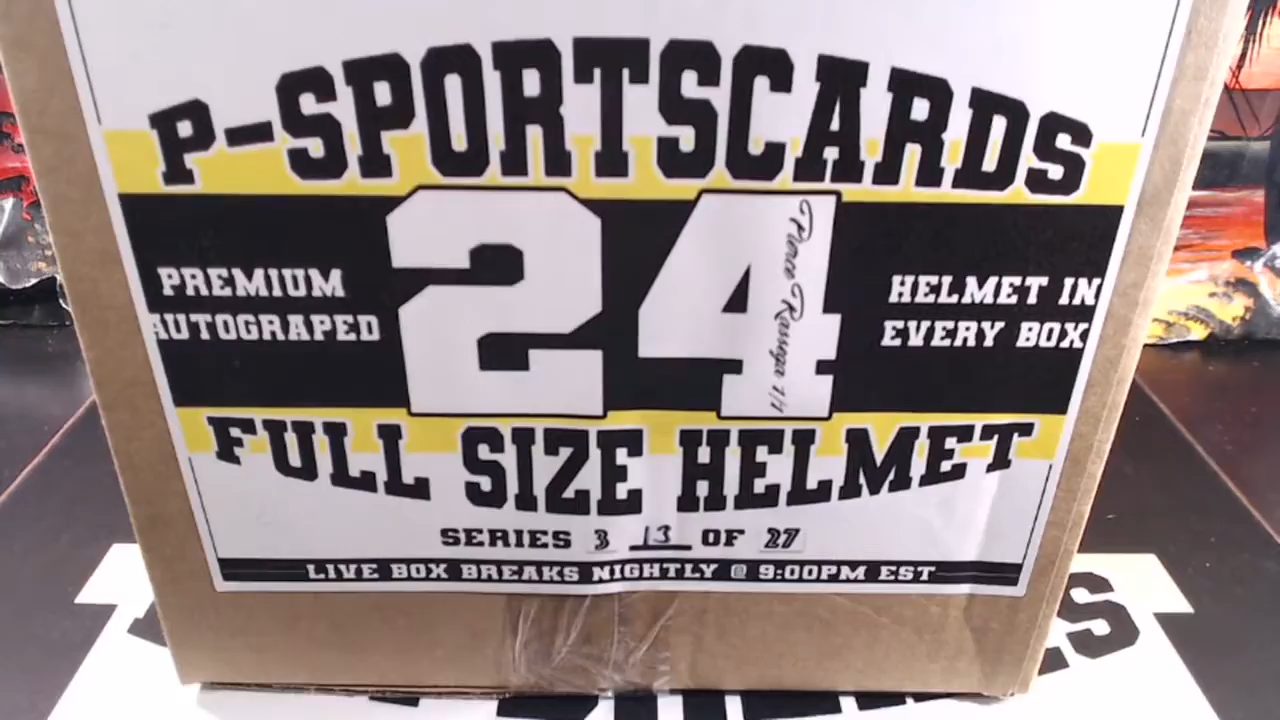 P-SPORTSCARDS
PREMIUM
AUTOGRAPED
24
HELMET IN
EVERY BOX
FULL SIZE HELMET
SERIES 3 13 OF 27
LIVE BOX BREAKS NIGHTLY @ 9:00PM EST